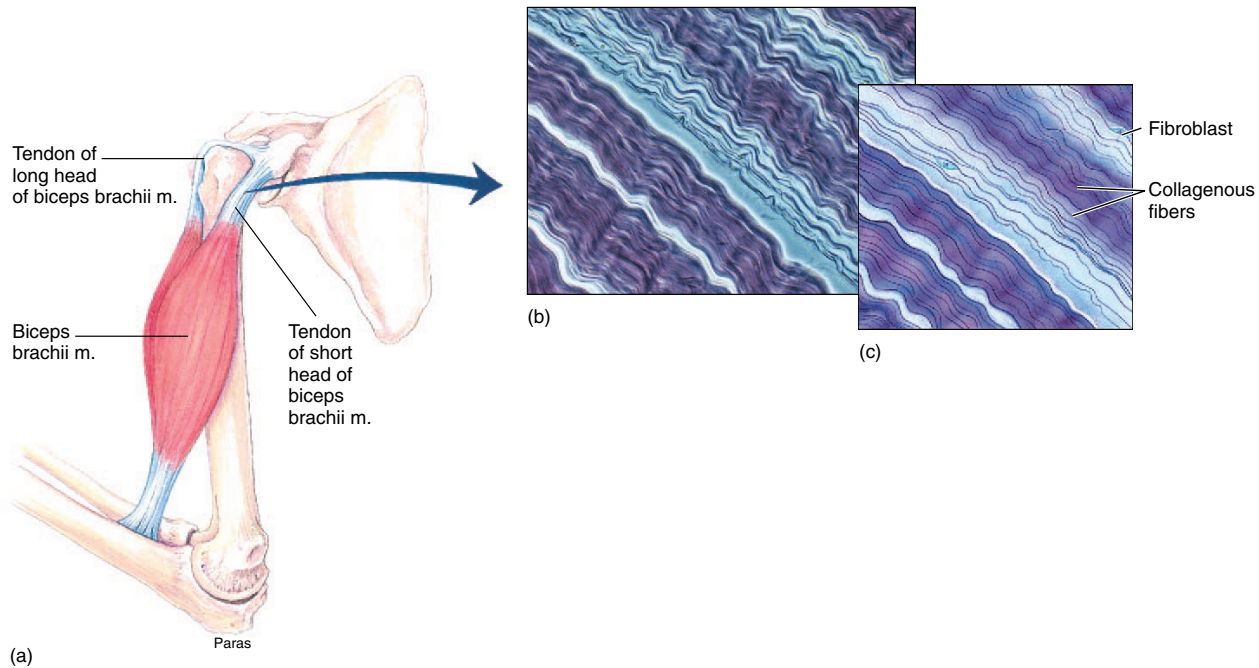 Tendon of
long head
of biceps brachii m.
Biceps
brachii m.
Tendon
of short
head of
biceps
brachii m.
Paras
(a)
(b)
Fibroblast
Collagenous
fibers
(c)